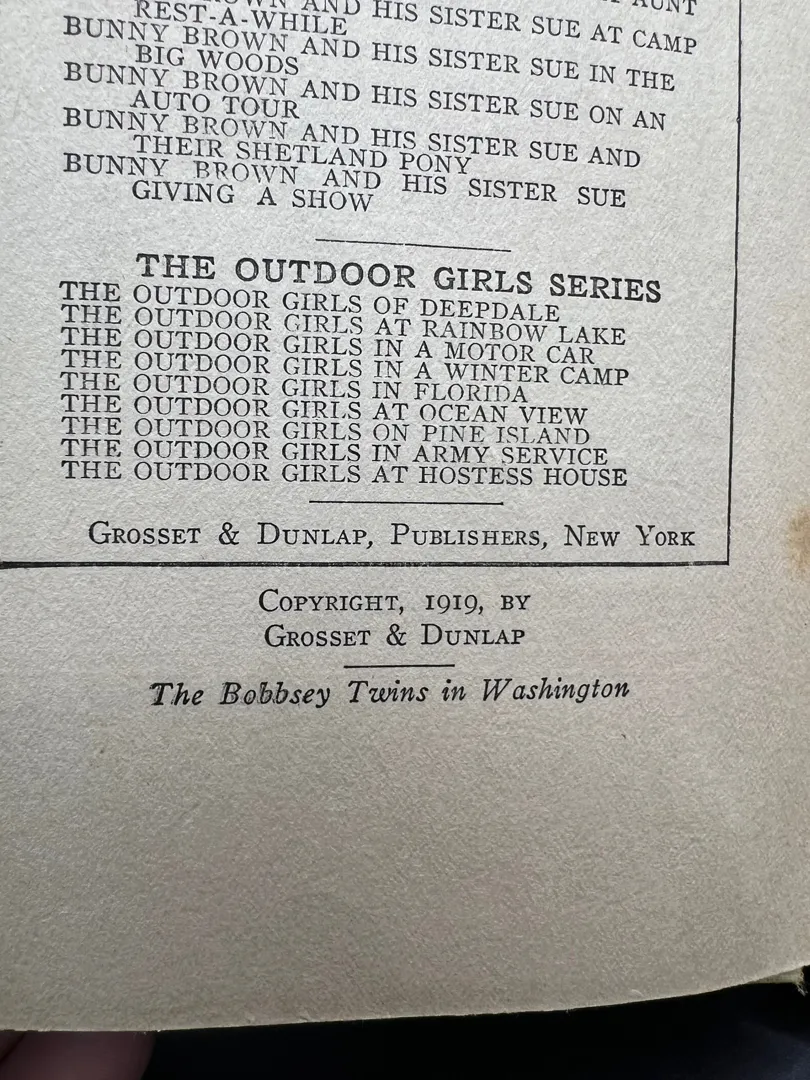 AUNT
AND HIS SISTER SUE AT CAMP
REST-A-WHILE
BUNNY BROWN AND HIS SISTER SUE IN THE
BIG WOODS
BUNNY BROWN AND HIS SISTER SUE ON AN
AUTO TOUR
BUNNY BROWN AND HIS SISTER SUE AND
THEIR SHETLAND PONY
BUNNY BROWN AND HIS SISTER SUE
GIVING A SHOW
THE OUTDOOR GIRLS SERIES
THE OUTDOOR GIRLS OF DEEPDALE
THE OUTDOOR GIRLS AT RAINBOW LAKE
THE OUTDOOR GIRLS IN A MOTOR CAR
THE OUTDOOR GIRLS IN A WINTER CAMP
THE OUTDOOR GIRLS IN FLORIDA
THE OUTDOOR GIRLS AT OCEAN VIEW
THE OUTDOOR GIRLS ON PINE ISLAND
THE OUTDOOR GIRLS IN ARMY SERVICE
THE OUTDOOR GIRLS AT HOSTESS HOUSE
GROSSET & DUNLAP, PUBLISHERS, NEW YORK
COPYRIGHT, 1919, BY
GROSSET & DUNLAP
The Bobbsey Twins in Washington